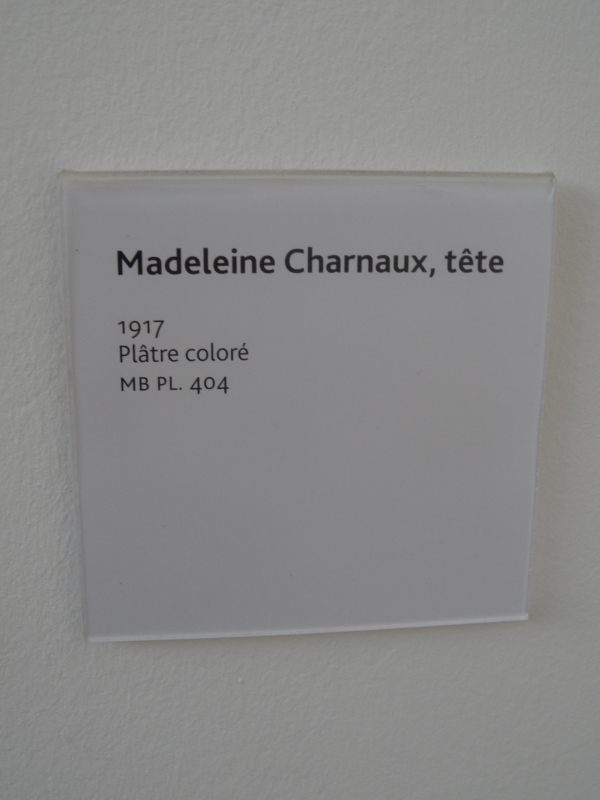 Madeleine Charnaux, tête
1917
Plâtre coloré
MB PL. 404